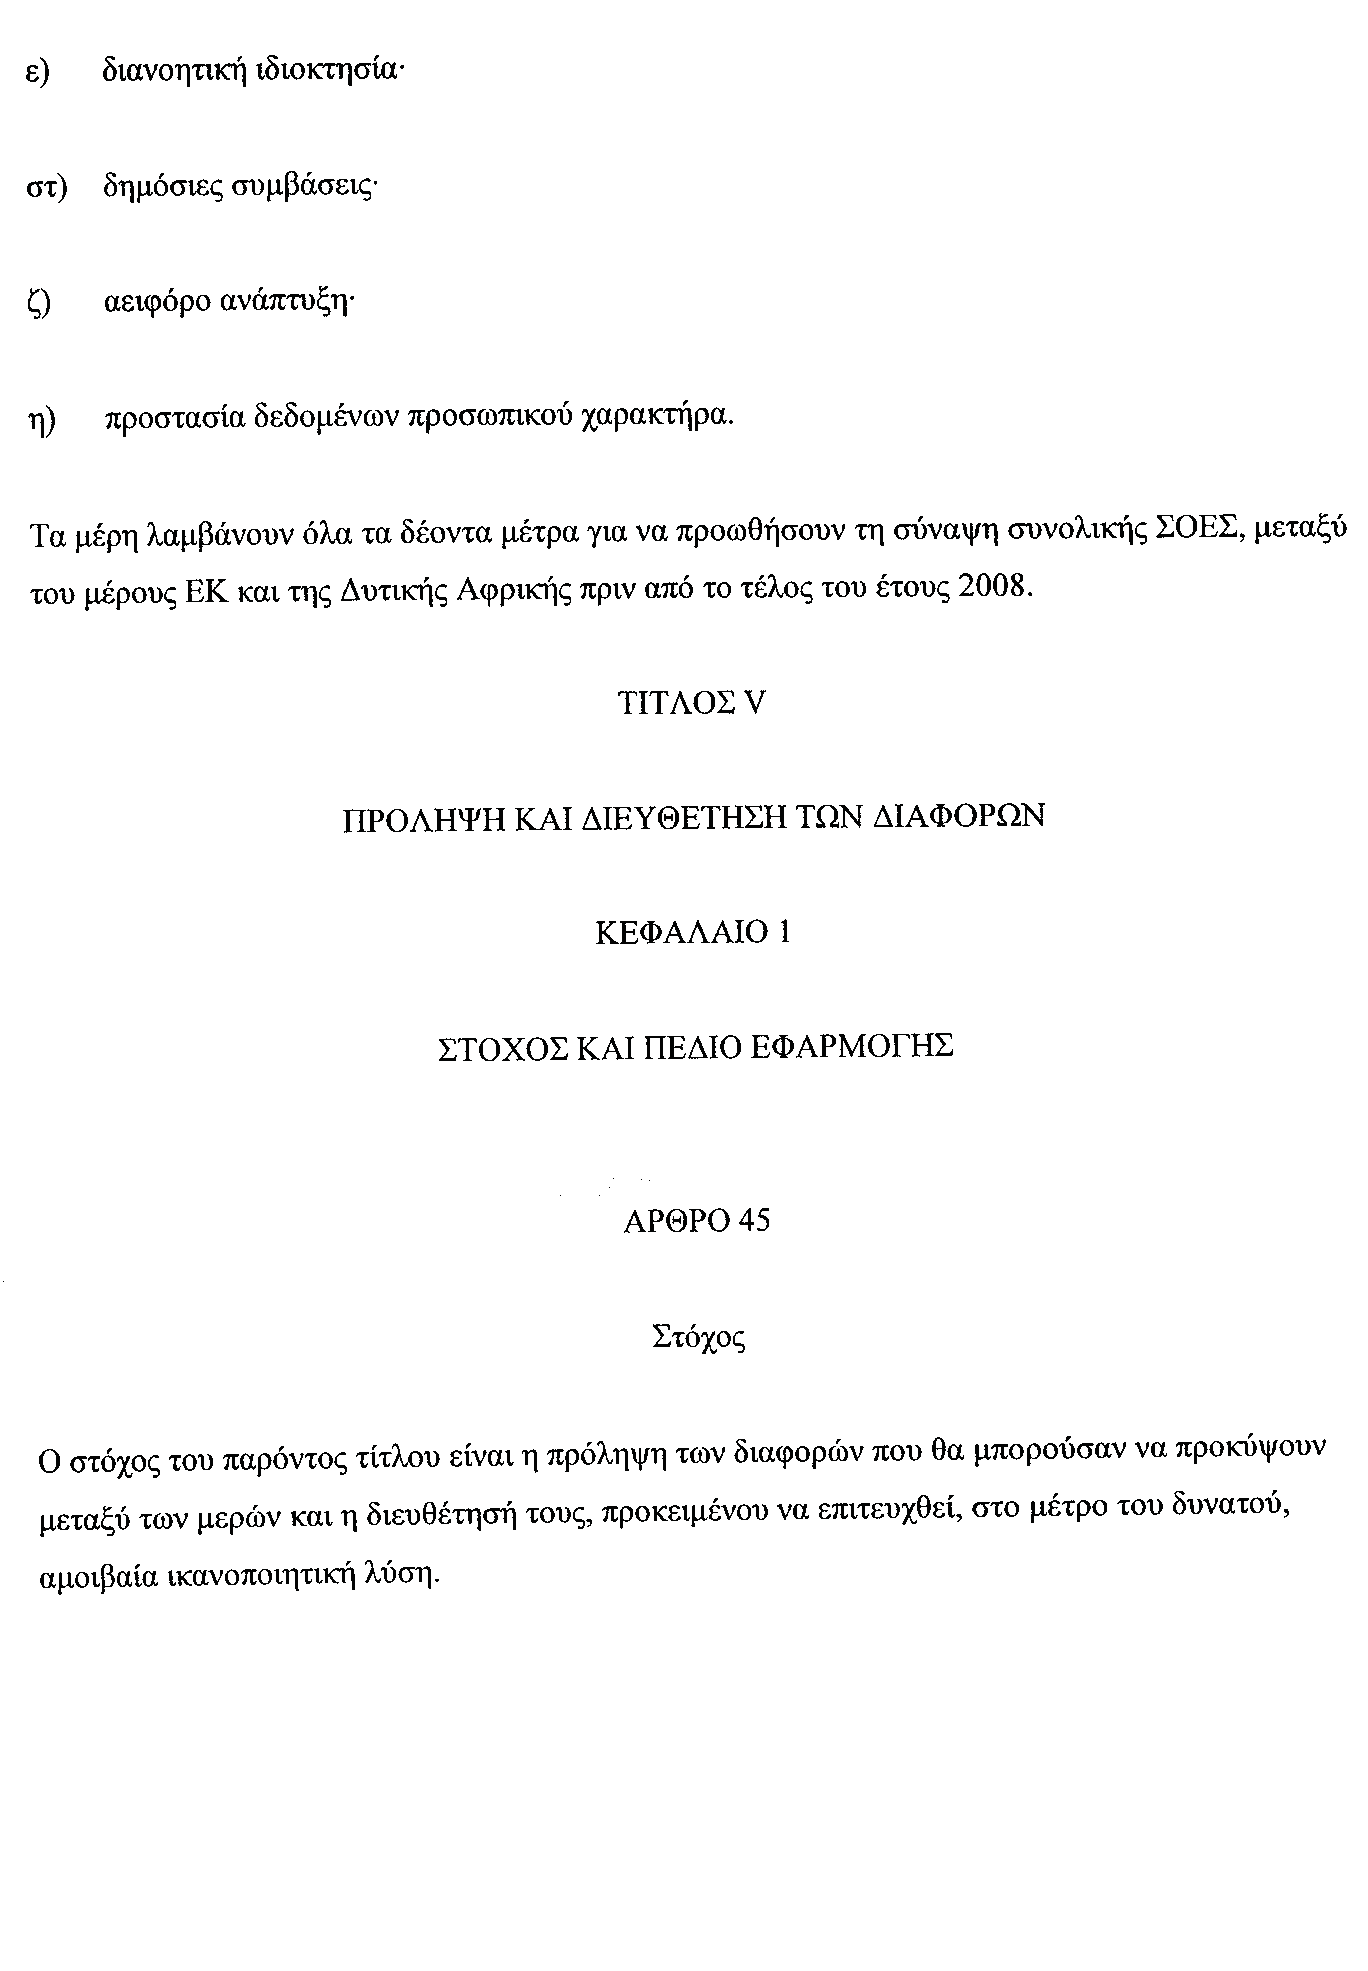 ε) διανοητική ιδιοκτησία·
στ) δημόσιες συμβάσεις·
ζ) αειφόρο ανάπτυξη·
η) προστασία δεδομένων προσωπικού χαρακτήρα.
Τα μέρη λαμβάνουν όλα τα δέοντα μέτρα για να προωθήσουν τη σύναψη συνολικής ΣΟΕΣ, μεταξύ
του μέρους ΕΚ και της Δυτικής Αφρικής πριν από το τέλος του έτους 2008.
ΤΙΤΛΟΣ V
ΠΡΟΛΗΨΗ ΚΑΙ ΔΙΕΥΘΕΤΗΣΗ ΤΩΝ ΔΙΑΦΟΡΩΝ
ΚΕΦΑΛΑΙΟ 1
ΣΤΟΧΟΣ ΚΑΙ ΠΕΔΙΟ ΕΦΑΡΜΟΓΗΣ
ΑΡΘΡΟ 45
Στόχος
Ο στόχος του παρόντος τίτλου είναι η πρόληψη των διαφορών που θα μπορούσαν να προκύψουν
μεταξύ των μερών και η διευθέτησή τους, προκειμένου να επιτευχθεί, στο μέτρο του δυνατού,
αμοιβαία ικανοποιητική λύση.